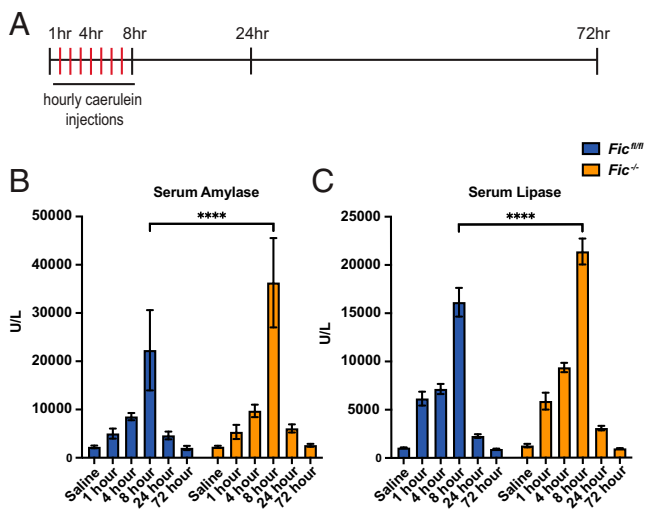 A
1hr 4hr 8hr 24hr 72hr
hourly caerulein
injections
Fic^fl/fl
Fic^-/-
B
Serum Amylase
****
50000
40000
30000
20000
10000
0
U/L
Saline
1 hour
4 hour
8 hour
24 hour
72 hour
Saline
1 hour
4 hour
8 hour
24 hour
72 hour
C
Serum Lipase
****
25000
20000
15000
10000
5000
0
U/L
Saline
1 hour
4 hour
8 hour
24 hour
72 hour
Saline
1 hour
4 hour
8 hour
24 hour
72 hour